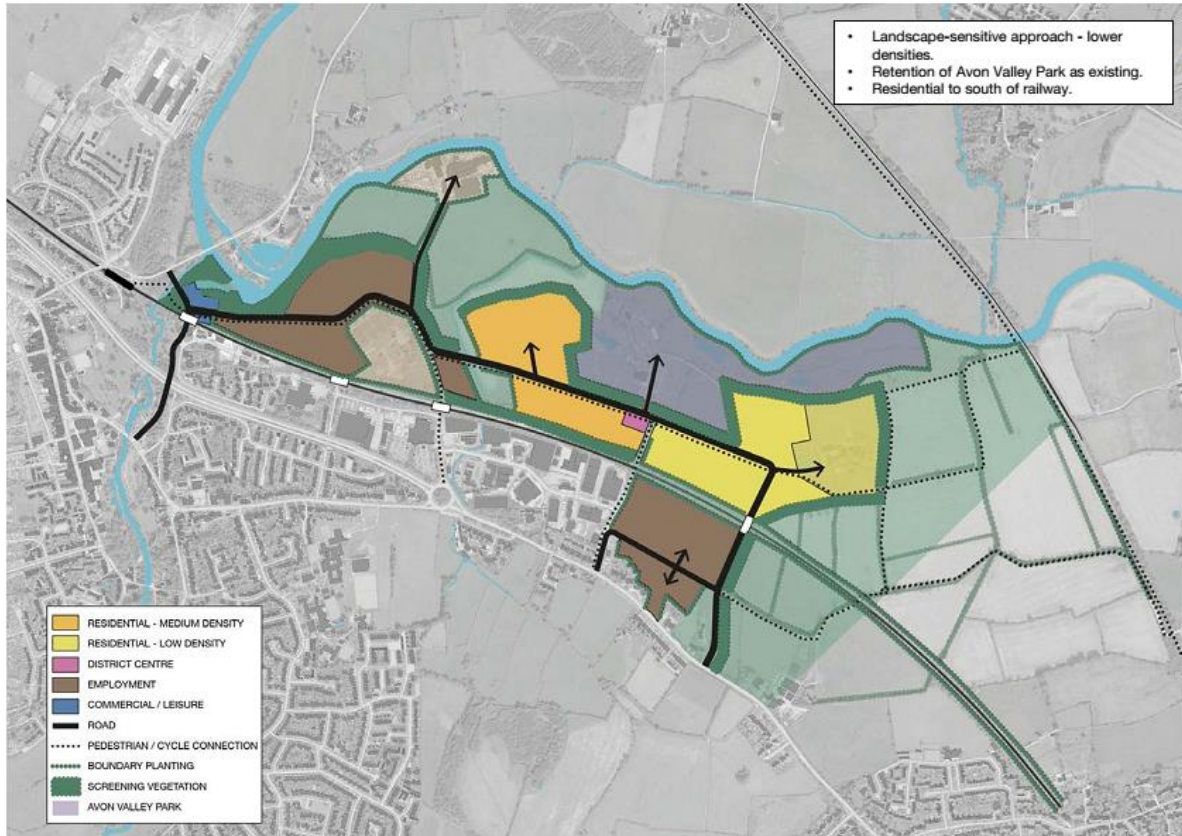 • Landscape-sensitive approach - lower
densities.
• Retention of Avon Valley Park as existing.
• Residential to south of railway.
RESIDENTIAL - MEDIUM DENSITY
RESIDENTIAL - LOW DENSITY
DISTRICT CENTRE
EMPLOYMENT
COMMERCIAL / LEISURE
ROAD
PEDESTRIAN / CYCLE CONNECTION
BOUNDARY PLANTING
SCREENING VEGETATION
AVON VALLEY PARK